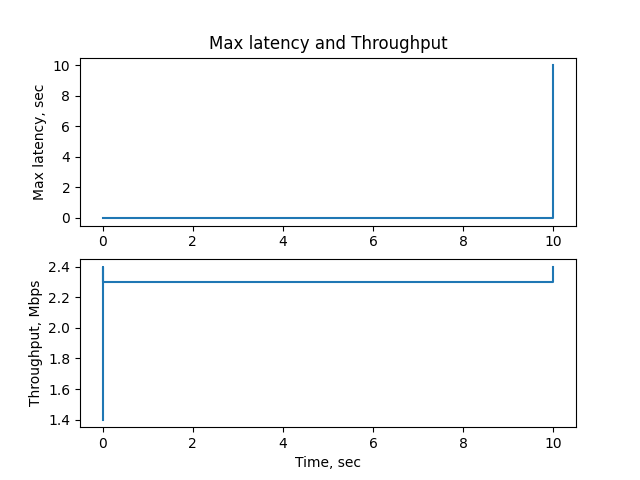 Max latency and Throughput
Max latency, sec
10
8
6
4
2
0
0 2 4 6 8 10
Throughput, Mbps
2.4
2.2
2.0
1.8
1.6
1.4
0 2 4 6 8 10
Time, sec